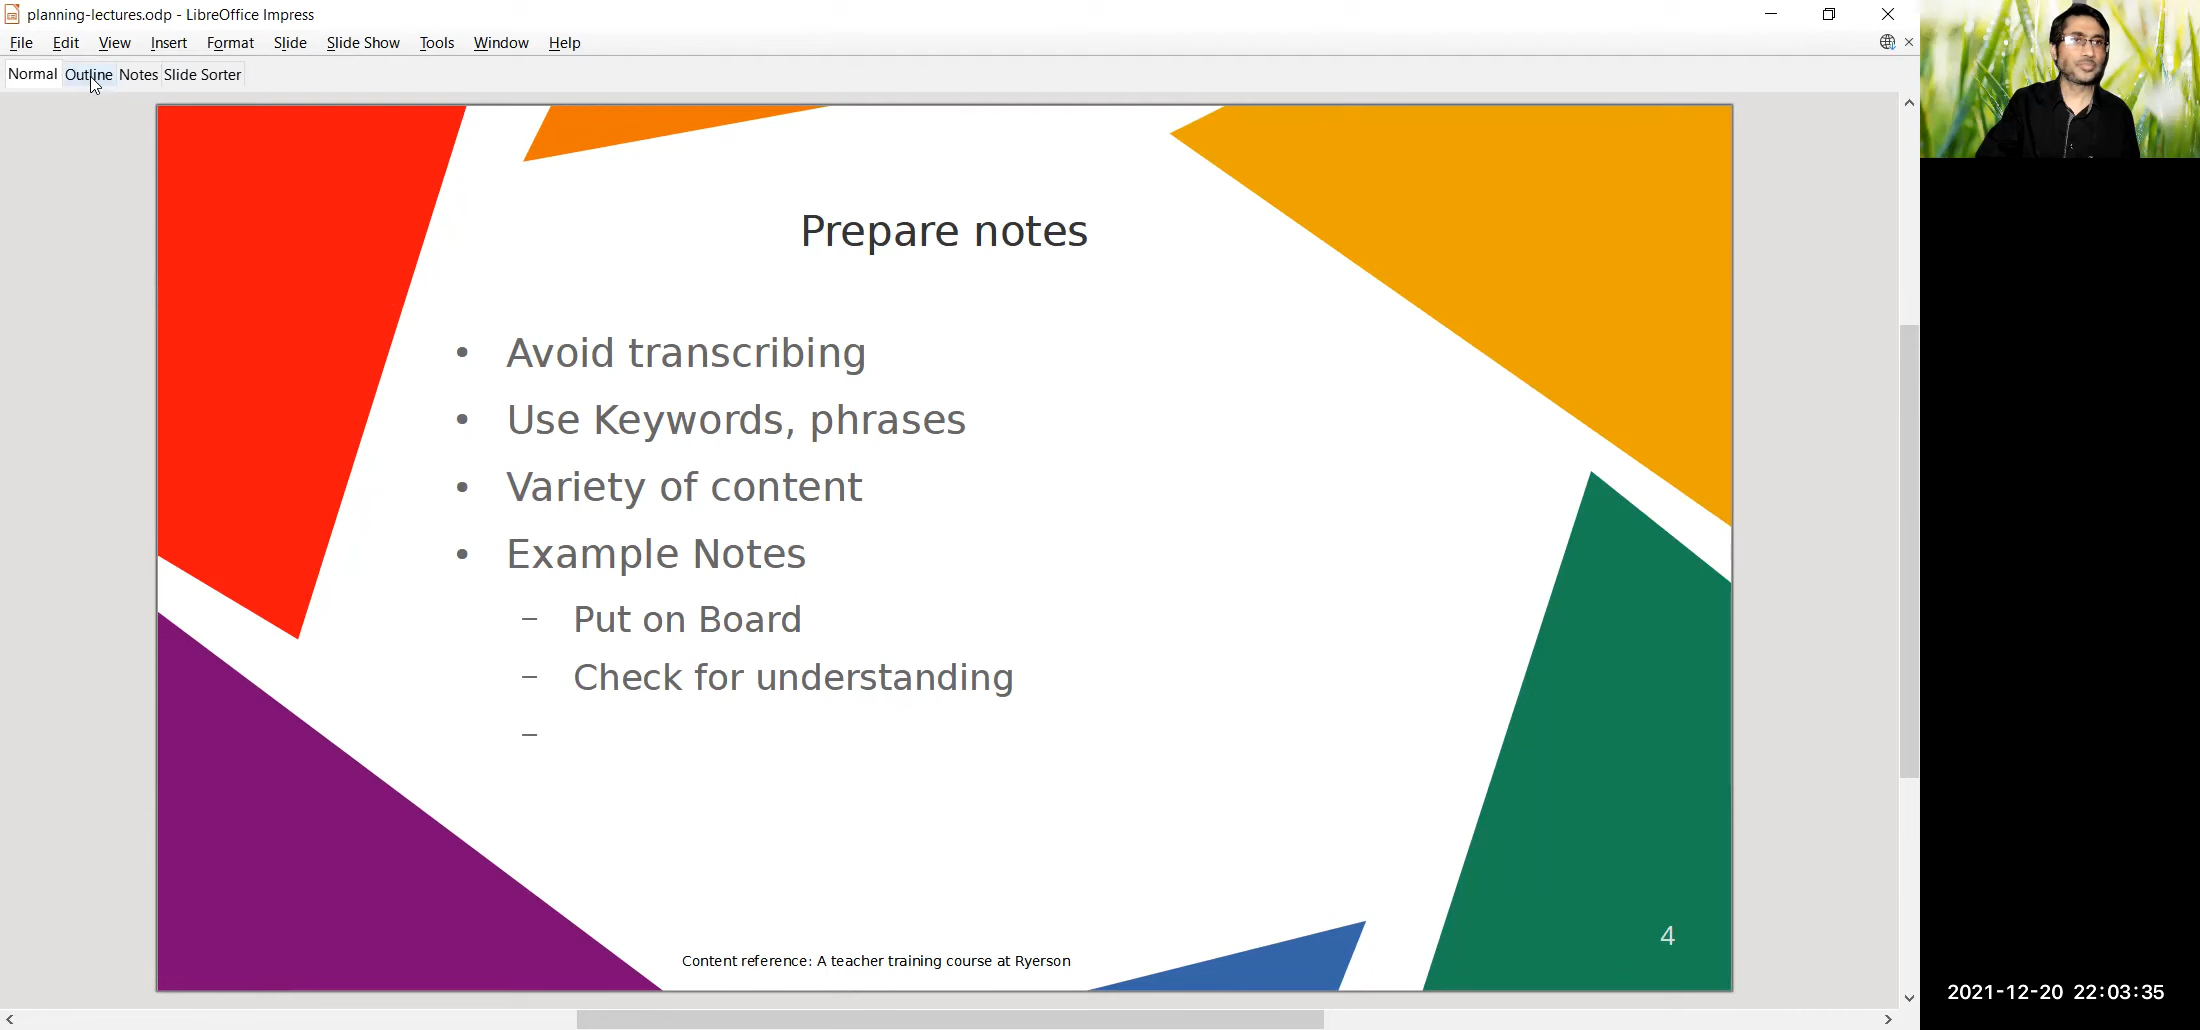 planning-lectures.odp - LibreOffice Impress
File Edit View Insert Format Slide Slide Show Tools Window Help
Normal Outline Notes Slide Sorter
Prepare notes
• Avoid transcribing
• Use Keywords, phrases
• Variety of content
• Example Notes
– Put on Board
– Check for understanding
–
4
Content reference: A teacher training course at Ryerson
2021-12-20 22:03:35